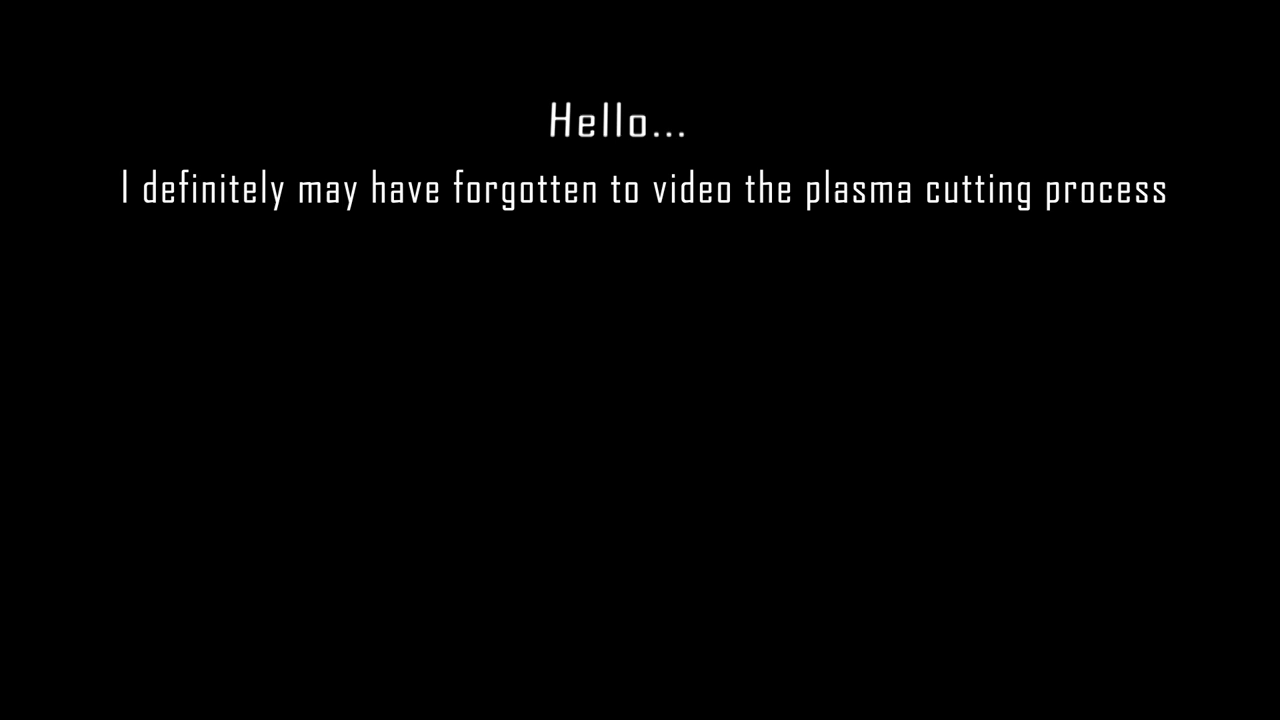 Hello...
I definitely may have forgotten to video the plasma cutting process